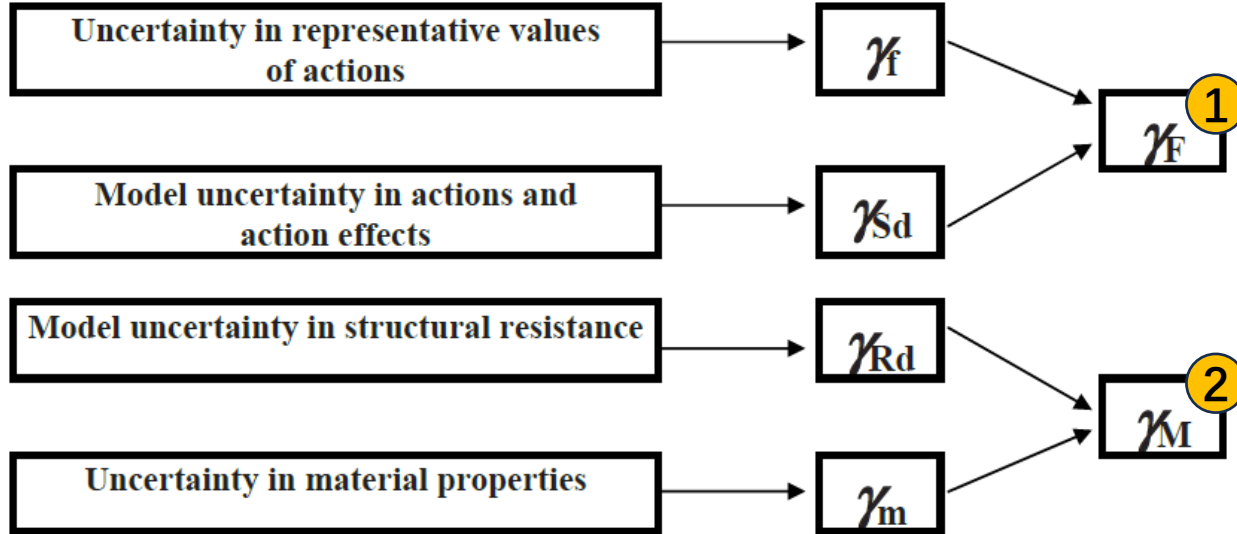 Uncertainty in representative values
of actions
γf
1
γF
Model uncertainty in actions and
action effects
γSd
Model uncertainty in structural resistance
γRd
2
γM
Uncertainty in material properties
γm